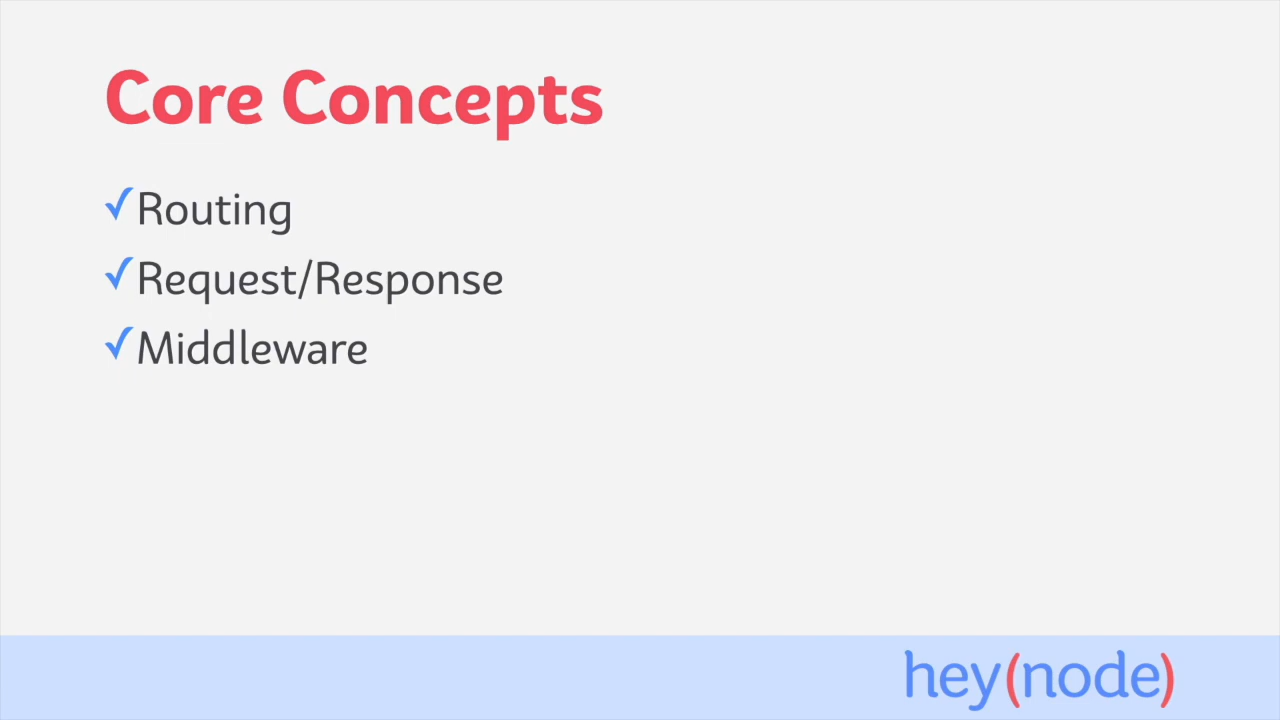 Core Concepts
✓Routing
✓Request/Response
✓Middleware
hey(node)